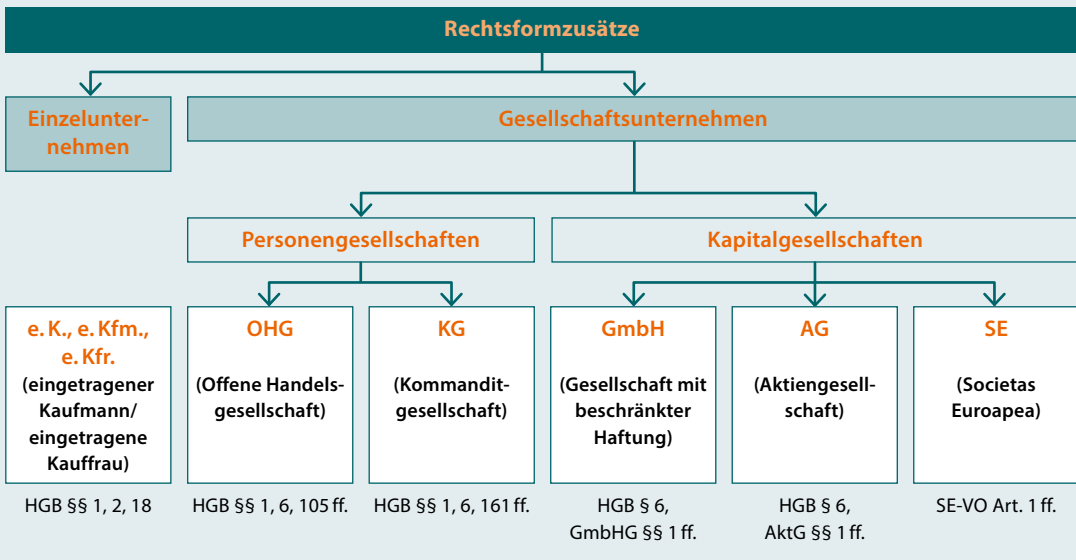 Rechtsformzusätze
Einzelunter-
nehmen
Gesellschaftsunternehmen
Personengesellschaften
Kapitalgesellschaften
e. K., e. Kfm.,
e. Kfr.
(eingetragener
Kaufmann/
eingetragene
Kauffrau)
HGB §§ 1, 2, 18
OHG
(Offene Handels-
gesellschaft)
HGB §§ 1, 6, 105 ff.
KG
(Kommandit-
gesellschaft)
HGB §§ 1, 6, 161 ff.
GmbH
(Gesellschaft mit
beschränkter
Haftung)
HGB § 6,
GmbHG §§ 1 ff.
AG
(Aktiengesell-
schaft)
HGB § 6,
AktG §§ 1 ff.
SE
(Societas
Euroapea)
SE-VO Art. 1 ff.